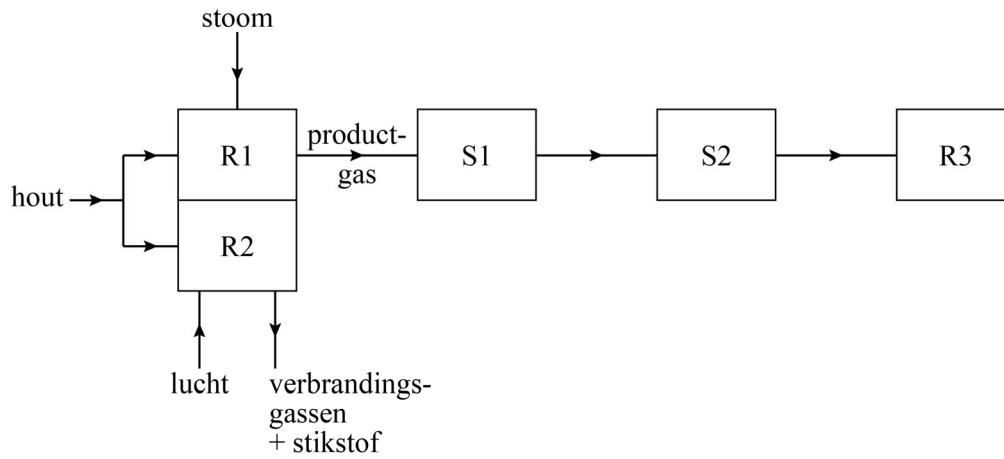 stoom
R1
product-
gas
S1
S2
R3
hout
R2
lucht
verbrandings-
gassen
+ stikstof